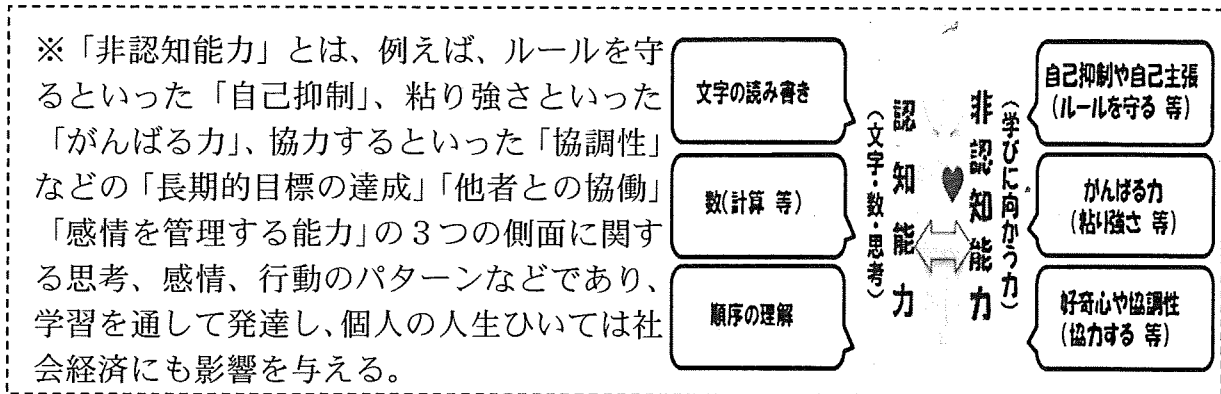 ※「非認知能力」とは、例えば、ルールを守
るといった「自己抑制」、粘り強さといった
「がんばる力」、協力するといった「協調性」
などの「長期的目標の達成」「他者との協働」
「感情を管理する能力」の3つの側面に関す
る思考、感情、行動のパターンなどであり、
学習を通して発達し、個人の人生ひいては社
会経済にも影響を与える。
文字の読み書き
数(計算 等)
順序の理解
認知能力
(文字・数・思考)
非認知能力
(学びに向かう力)
自己抑制や自己主張
(ルールを守る 等)
がんばる力
(粘り強さ 等)
好奇心や協調性
(協力する 等)